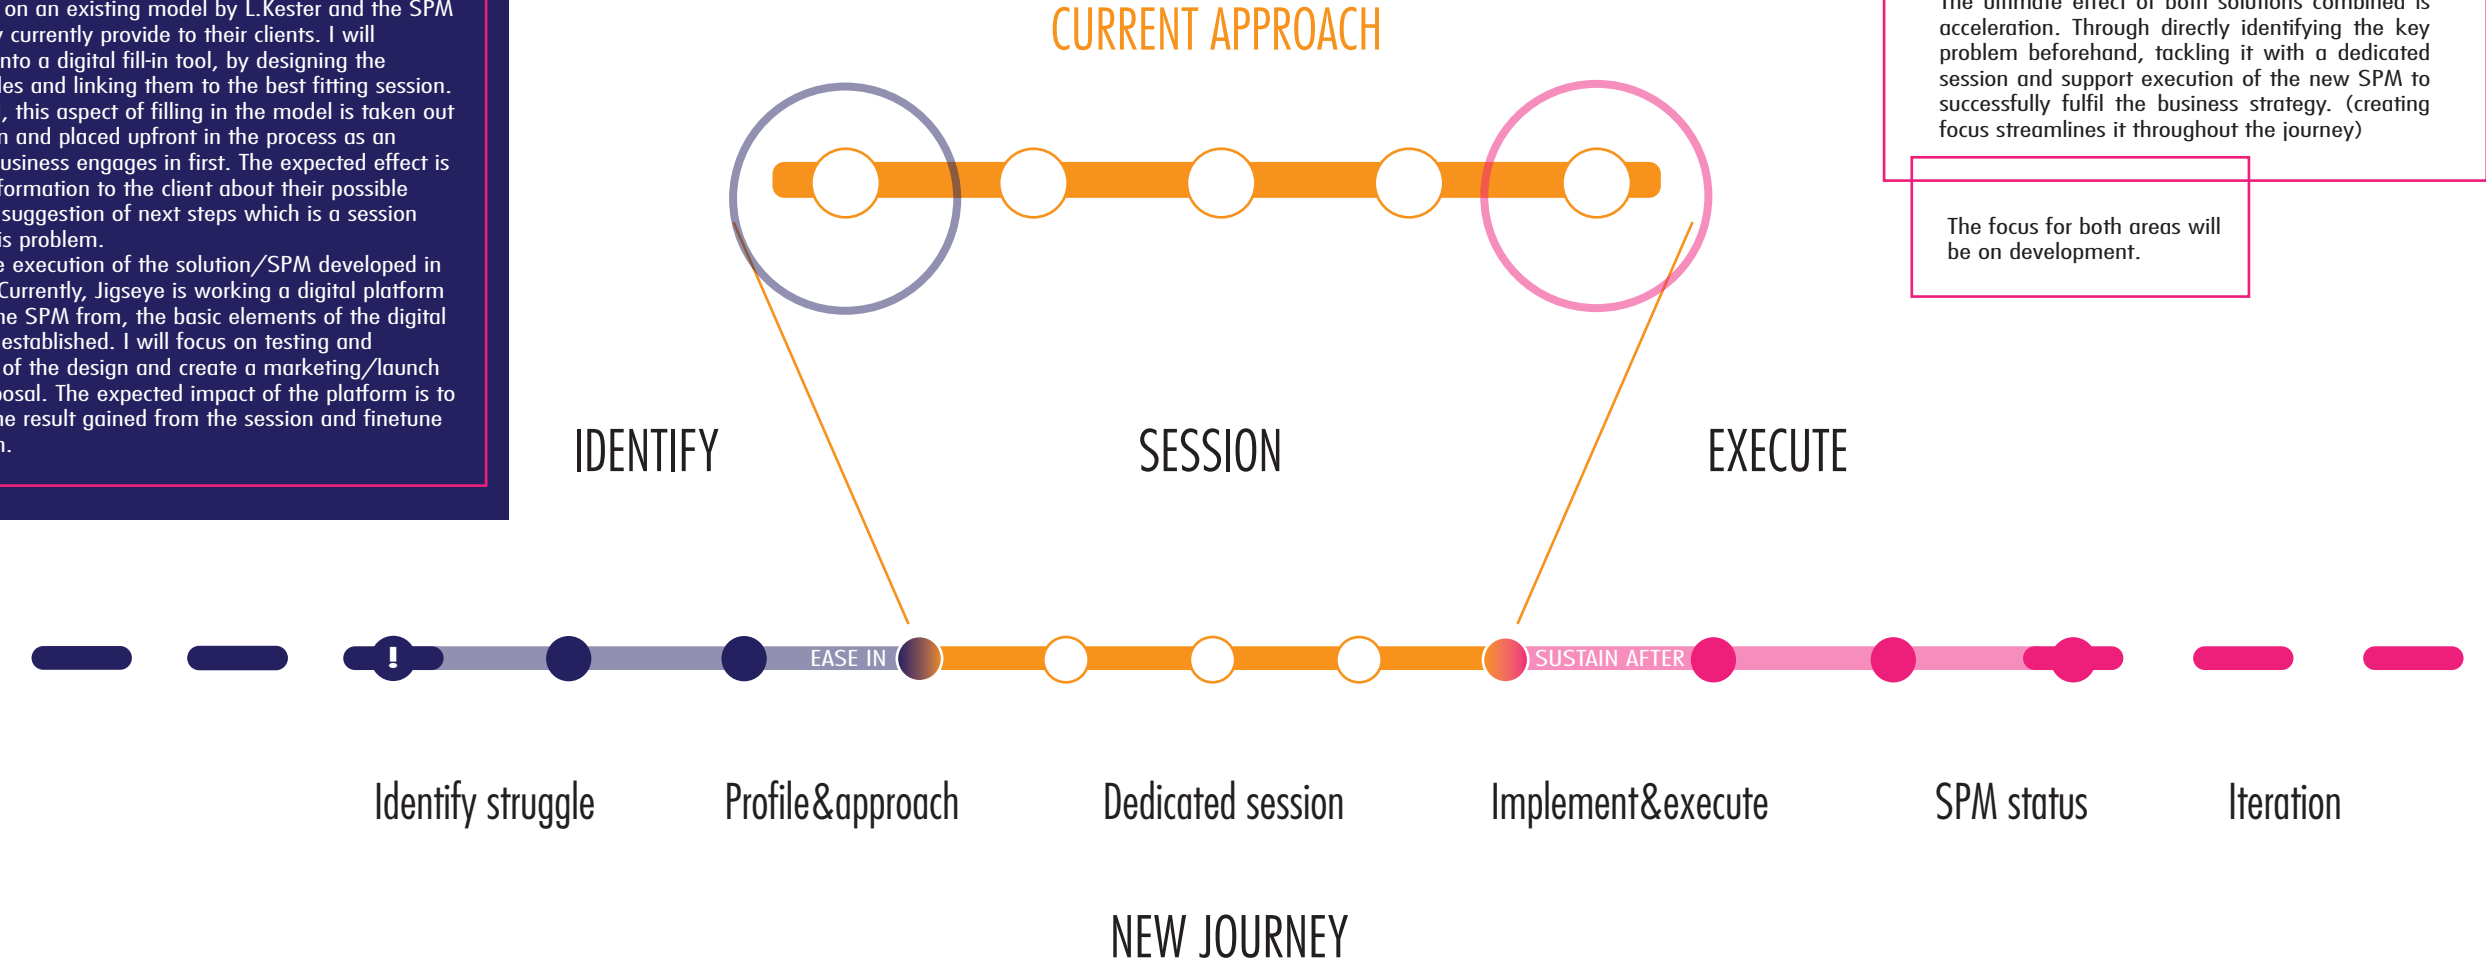 on an existing model by L.Kester and the SPM
currently provide to their clients. I will
into a digital fill-in tool, by designing the
and linking them to the best fitting session.
, this aspect of filling in the model is taken out
and placed upfront in the process as an
business engages in first. The expected effect is
formation to the client about their possible
suggestion of next steps which is a session
is problem.
e execution of the solution/SPM developed in
Currently, Jigseye is working a digital platform
he SPM from, the basic elements of the digital
established. I will focus on testing and
of the design and create a marketing/launch
posal. The expected impact of the platform is to
he result gained from the session and finetune
CURRENT APPROACH
The ultimate effect of both solutions combined is
acceleration. Through directly identifying the key
problem beforehand, tackling it with a dedicated
session and support execution of the new SPM to
successfully fulfil the business strategy. (creating
focus streamlines it throughout the journey)
The focus for both areas will
be on development.
IDENTIFY
SESSION
EXECUTE
!
EASE IN
SUSTAIN AFTER
Identify struggle
Profile&approach
Dedicated session
Implement&execute
SPM status
Iteration
NEW JOURNEY